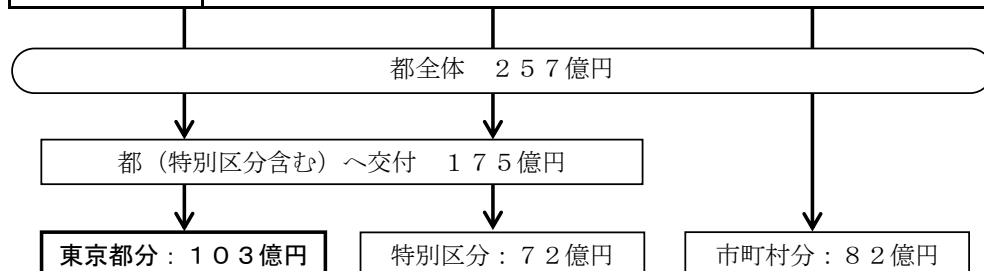 都全体　２５７億円
都（特別区分含む）へ交付　１７５億円
東京都分：１０３億円
特別区分：７２億円
市町村分：８２億円